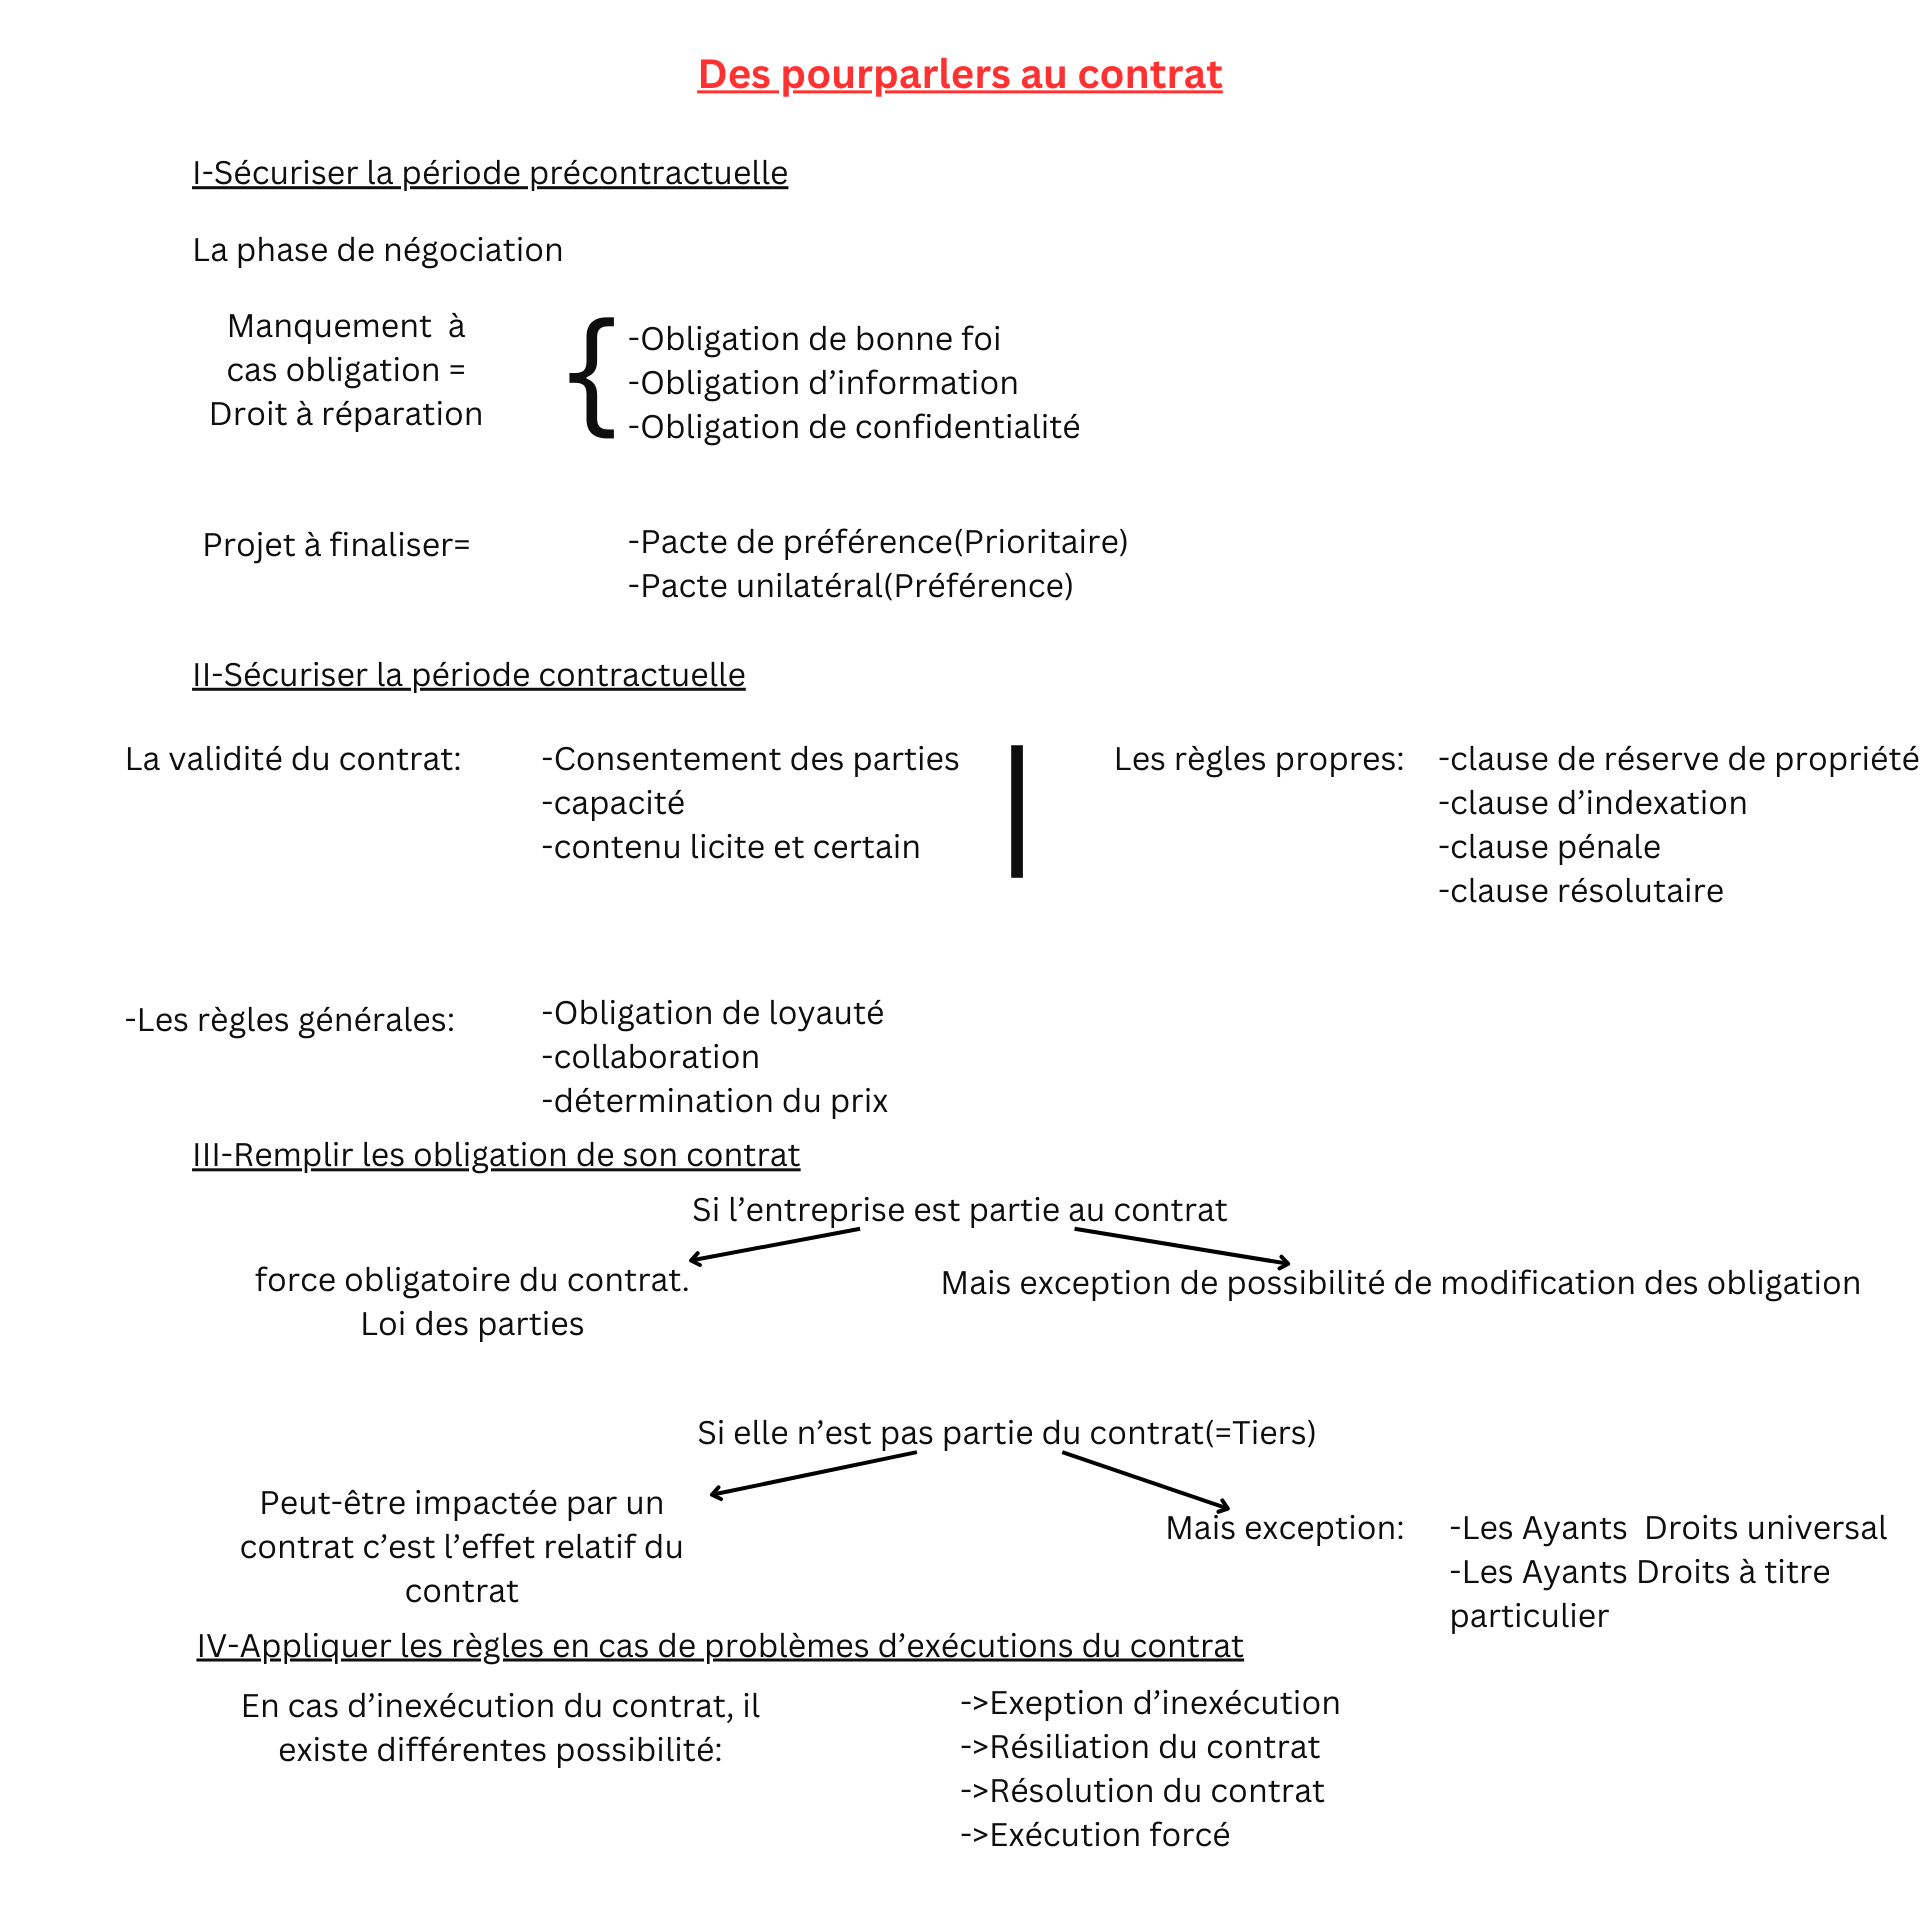 Des pourparlers au contrat
I-Sécuriser la période précontractuelle
La phase de négociation
Manquement  à
cas obligation =
Droit à réparation
{
-Obligation de bonne foi
-Obligation d’information
-Obligation de confidentialité
Projet à finaliser=
-Pacte de préférence(Prioritaire)
-Pacte unilatéral(Préférence)
II-Sécuriser la période contractuelle
La validité du contrat:
-Consentement des parties
-capacité
-contenu licite et certain
Les règles propres:
-clause de réserve de propriété
-clause d’indexation
-clause pénale
-clause résolutaire
-Les règles générales:
-Obligation de loyauté
-collaboration
-détermination du prix
III-Remplir les obligation de son contrat
Si l’entreprise est partie au contrat
force obligatoire du contrat.
Loi des parties
Mais exception de possibilité de modification des obligation
Si elle n’est pas partie du contrat(=Tiers)
Peut-être impactée par un
contrat c’est l’effet relatif du
contrat
Mais exception:
-Les Ayants  Droits universal
-Les Ayants Droits à titre
particulier
IV-Appliquer les règles en cas de problèmes d’exécutions du contrat
En cas d’inexécution du contrat, il
existe différentes possibilité:
->Exeption d’inexécution
->Résiliation du contrat
->Résolution du contrat
->Exécution forcé